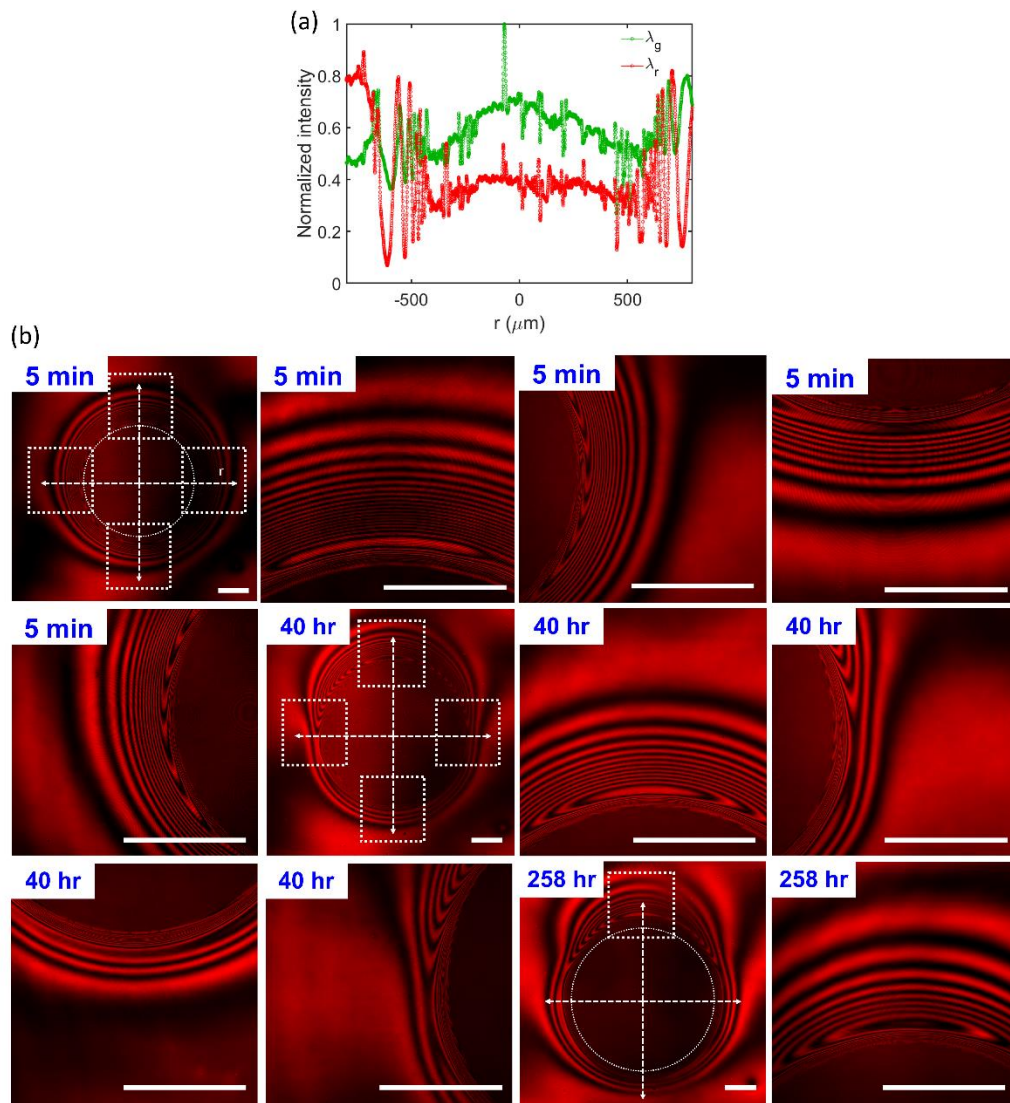 (a)
1
0.8
0.6
0.4
0.2
0
Normalized intensity
λg
λr
-500 0 500
r (μm)
(b)
5 min 5 min 5 min 5 min
r
5 min 40 hr 40 hr 40 hr
40 hr 40 hr 258 hr 258 hr